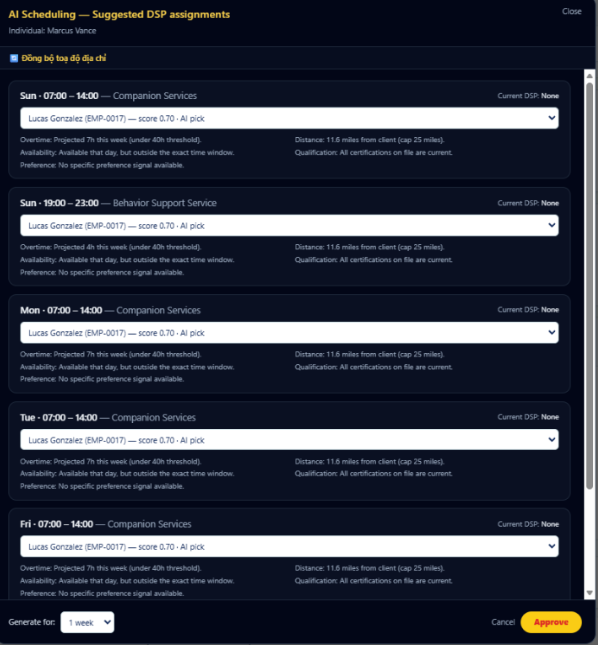 AI Scheduling — Suggested DSP assignments
Close
Individual: Marcus Vance
Đồng bộ toạ độ địa chỉ
Sun · 07:00 – 14:00 — Companion Services
Current DSP: None
Lucas Gonzalez (EMP-0017) — score 0.70 · AI pick
Overtime: Projected 7h this week (under 40h threshold).
Distance: 11.6 miles from client (cap 25 miles).
Availability: Available that day, but outside the exact time window.
Qualification: All certifications on file are current.
Preference: No specific preference signal available.
Sun · 19:00 – 23:00 — Behavior Support Service
Current DSP: None
Lucas Gonzalez (EMP-0017) — score 0.70 · AI pick
Overtime: Projected 4h this week (under 40h threshold).
Distance: 11.6 miles from client (cap 25 miles).
Availability: Available that day, but outside the exact time window.
Qualification: All certifications on file are current.
Preference: No specific preference signal available.
Mon · 07:00 – 14:00 — Companion Services
Current DSP: None
Lucas Gonzalez (EMP-0017) — score 0.70 · AI pick
Overtime: Projected 7h this week (under 40h threshold).
Distance: 11.6 miles from client (cap 25 miles).
Availability: Available that day, but outside the exact time window.
Qualification: All certifications on file are current.
Preference: No specific preference signal available.
Tue · 07:00 – 14:00 — Companion Services
Current DSP: None
Lucas Gonzalez (EMP-0017) — score 0.70 · AI pick
Overtime: Projected 7h this week (under 40h threshold).
Distance: 11.6 miles from client (cap 25 miles).
Availability: Available that day, but outside the exact time window.
Qualification: All certifications on file are current.
Preference: No specific preference signal available.
Fri · 07:00 – 14:00 — Companion Services
Current DSP: None
Lucas Gonzalez (EMP-0017) — score 0.70 · AI pick
Overtime: Projected 7h this week (under 40h threshold).
Distance: 11.6 miles from client (cap 25 miles).
Availability: Available that day, but outside the exact time window.
Qualification: All certifications on file are current.
Preference: No specific preference signal available.
Generate for: 1 week
Cancel
Approve